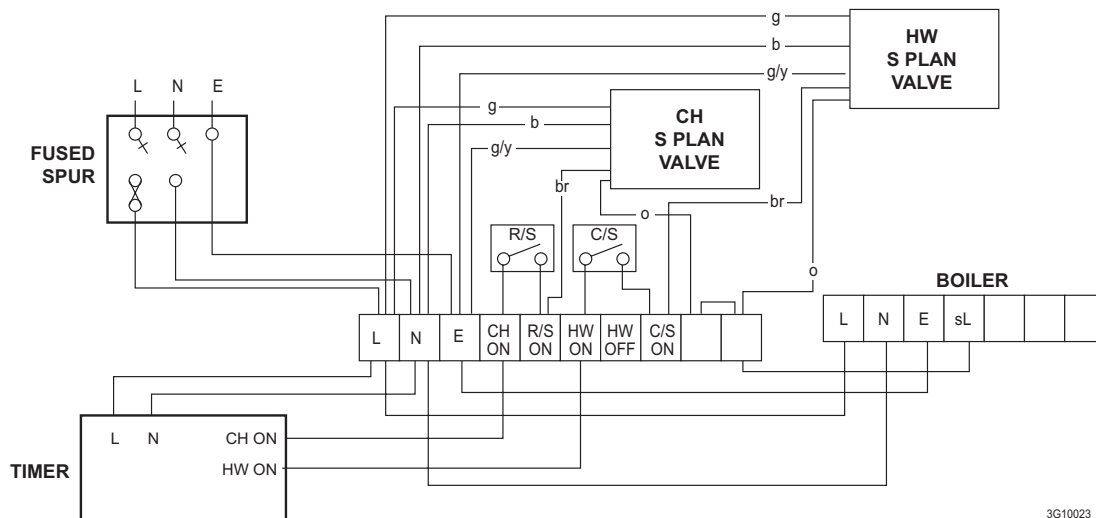 g
HW
S PLAN
VALVE
b
g/y
L N E
g
CH
S PLAN
VALVE
b
FUSED
SPUR
g/y
br
br
o
R/S
C/S
o
BOILER
L N E sL
L
N
E
CH
ON
R/S
ON
HW
ON
HW
OFF
C/S
ON
L N
CH ON
TIMER
HW ON
3G10023